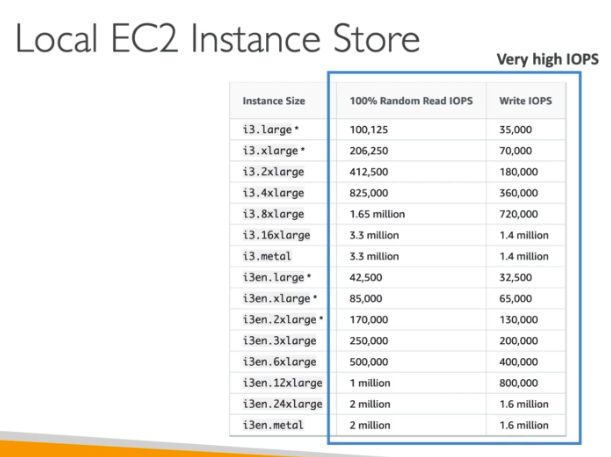 Local EC2 Instance Store
Very high IOPS
Instance Size 100% Random Read IOPS Write IOPS
i3.large * 100,125 35,000
i3.xlarge * 206,250 70,000
i3.2xlarge 412,500 180,000
i3.4xlarge 825,000 360,000
i3.8xlarge 1.65 million 720,000
i3.16xlarge 3.3 million 1.4 million
i3.metal 3.3 million 1.4 million
i3en.large * 42,500 32,500
i3en.xlarge * 85,000 65,000
i3en.2xlarge * 170,000 130,000
i3en.3xlarge 250,000 200,000
i3en.6xlarge 500,000 400,000
i3en.12xlarge 1 million 800,000
i3en.24xlarge 2 million 1.6 million
i3en.metal 2 million 1.6 million